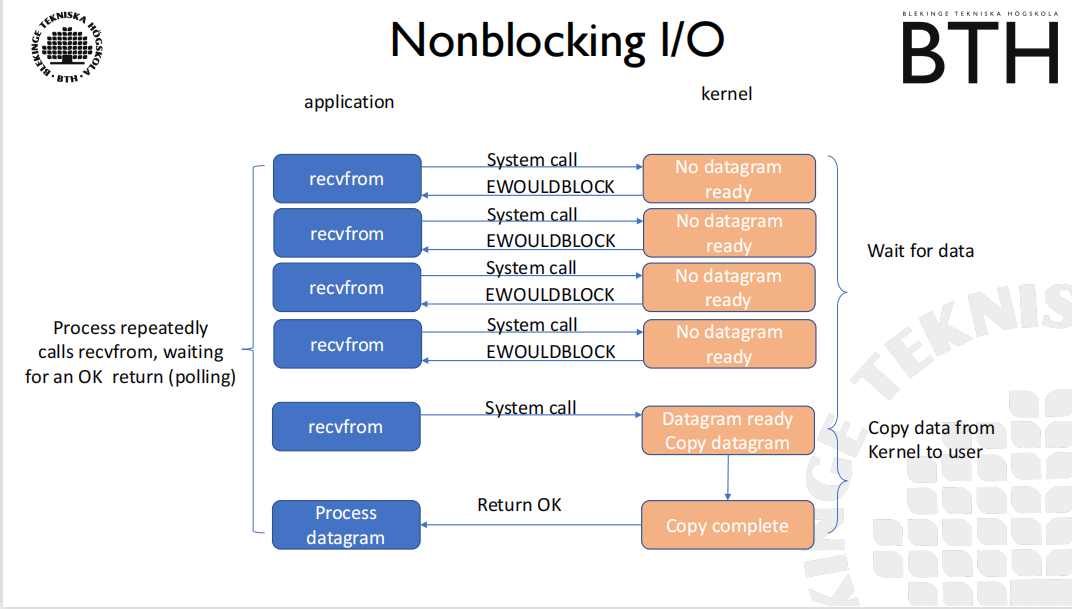 BLEKINGE TEKNISKA HÖGSKOLA · BTH ·
Nonblocking I/O
BLEKINGE TEKNISKA HÖGSKOLA
BTH
application
kernel
recvfrom
System call
EWOULDBLOCK
No datagram
ready
recvfrom
System call
EWOULDBLOCK
No datagram
ready
recvfrom
System call
EWOULDBLOCK
No datagram
ready
recvfrom
System call
EWOULDBLOCK
No datagram
ready
Wait for data
Process repeatedly
calls recvfrom, waiting
for an OK return (polling)
recvfrom
System call
Datagram ready
Copy datagram
Copy data from
Kernel to user
Process
datagram
Return OK
Copy complete
KINGE TEKNIS